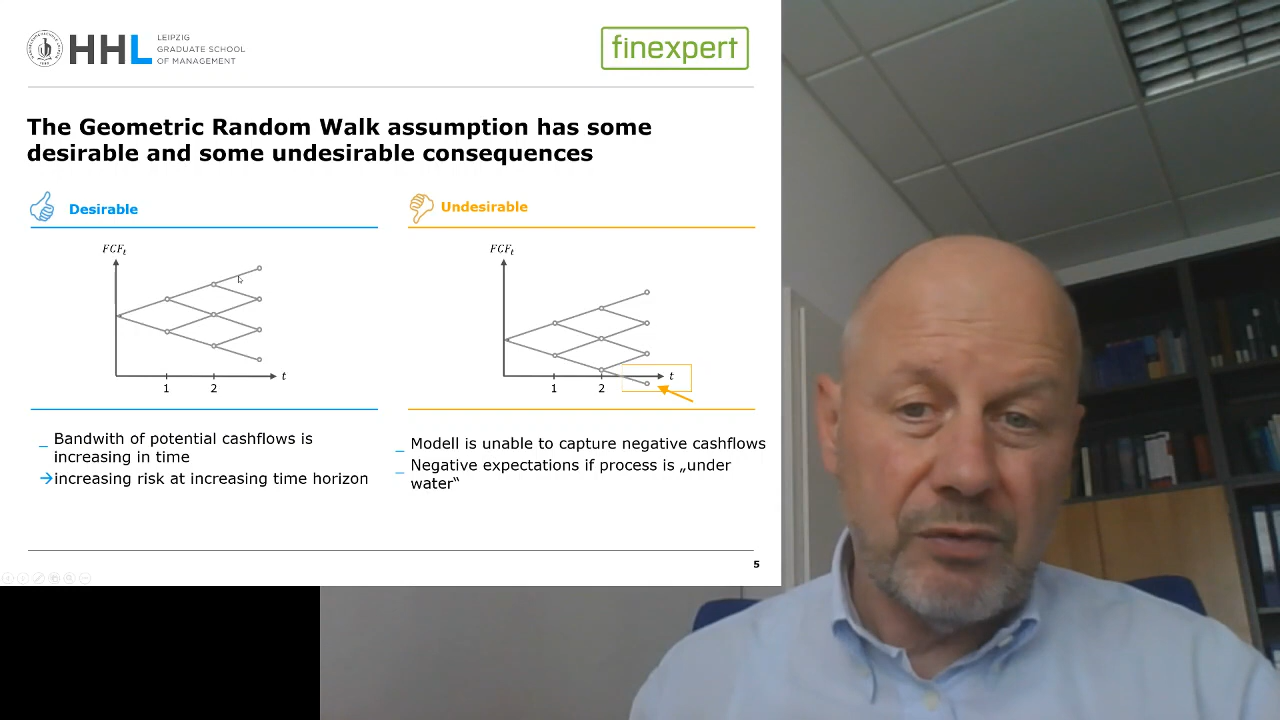 HHL
LEIPZIG
GRADUATE SCHOOL
OF MANAGEMENT
finexpert
The Geometric Random Walk assumption has some
desirable and some undesirable consequences
Desirable
FCFₜ
t
1 2
Bandwith of potential cashflows is
increasing in time
→increasing risk at increasing time horizon
Undesirable
FCFₜ
t
1 2
_ Modell is unable to capture negative cashflows
_ Negative expectations if process is „under
water“
5